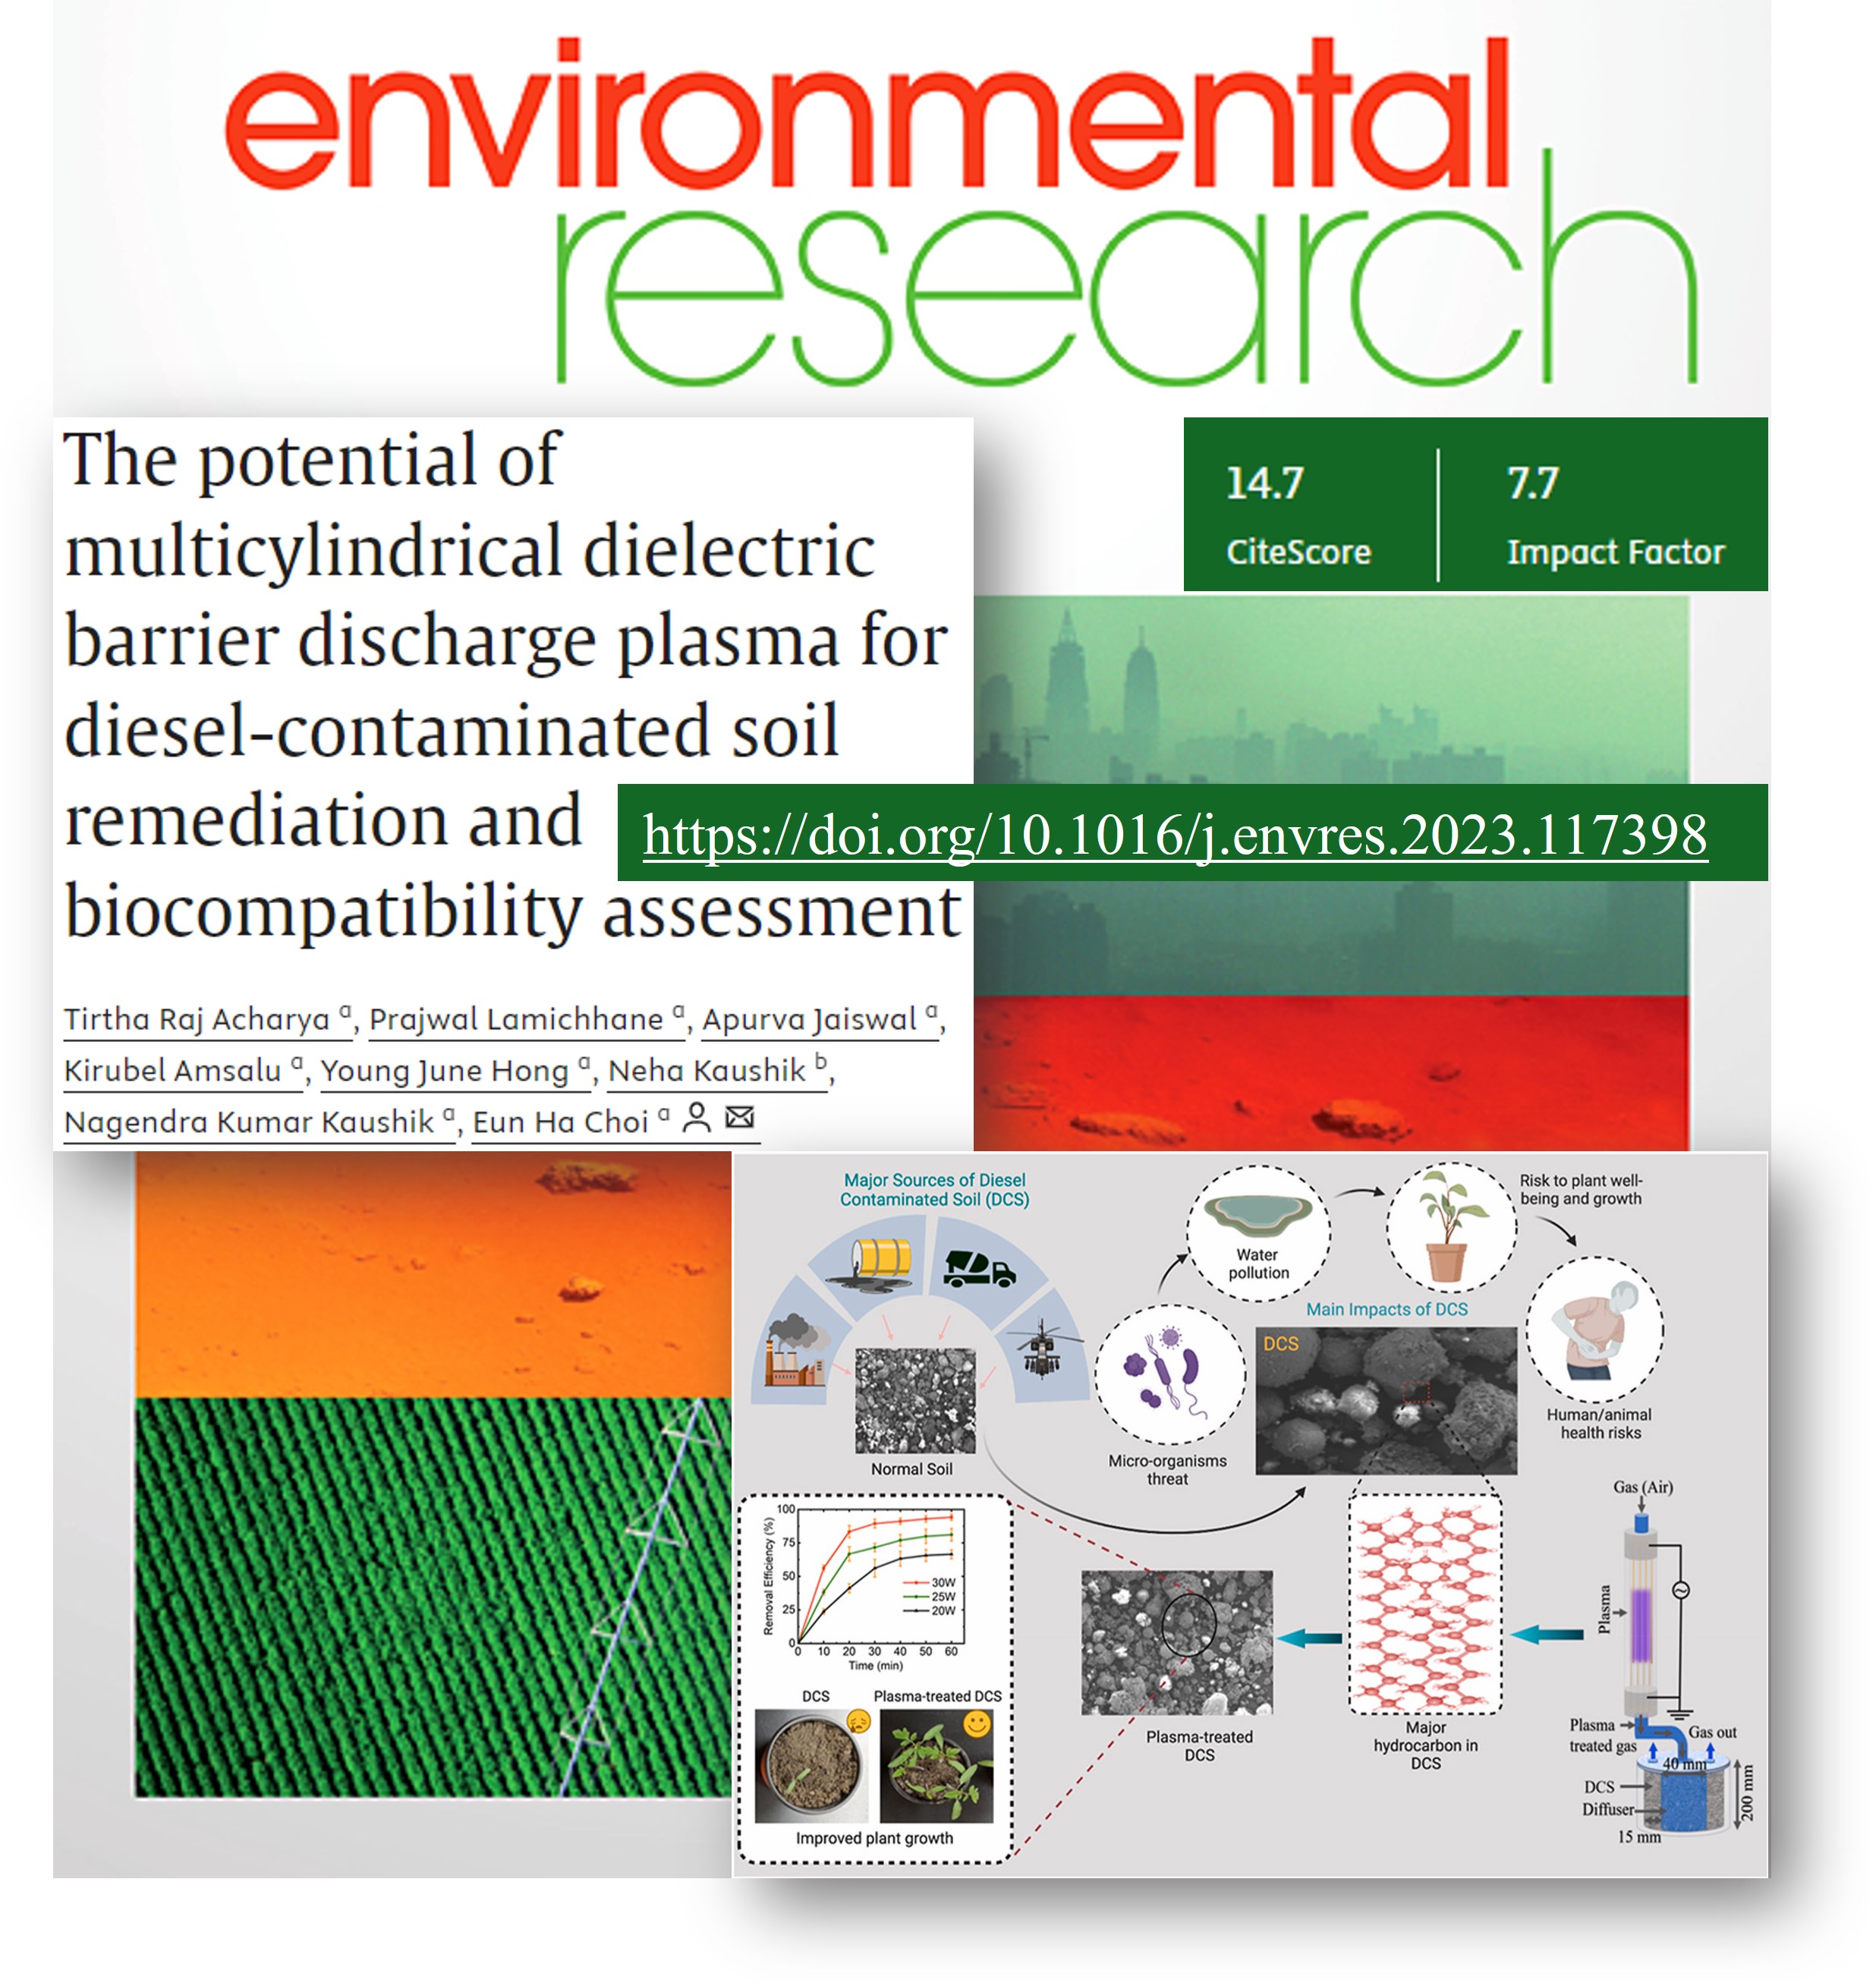 environmental
research
The potential of
multicylindrical dielectric
barrier discharge plasma for
diesel-contaminated soil
remediation and
biocompatibility assessment
Tirtha Raj Acharya a, Prajwal Lamichhane a, Apurva Jaiswal a,
Kirubel Amsalu a, Young June Hong a, Neha Kaushik b,
Nagendra Kumar Kaushik a, Eun Ha Choi a
14.7
CiteScore
7.7
Impact Factor
https://doi.org/10.1016/j.envres.2023.117398
Major Sources of Diesel
Contaminated Soil (DCS)
Normal Soil
Water
pollution
Risk to plant well-
being and growth
Main Impacts of DCS
DCS
Micro-organisms
threat
Human/animal
health risks
100
75
50
25
0
Removal Efficiency (%)
30W
25W
20W
0 10 20 30 40 50 60
Time (min)
DCS
Plasma-treated DCS
Improved plant growth
Plasma-treated
DCS
Major
hydrocarbon in
DCS
Gas (Air)
Plasma
Plasma
treated gas
Gas out
40 mm
DCS
Diffuser
15 mm
200 mm